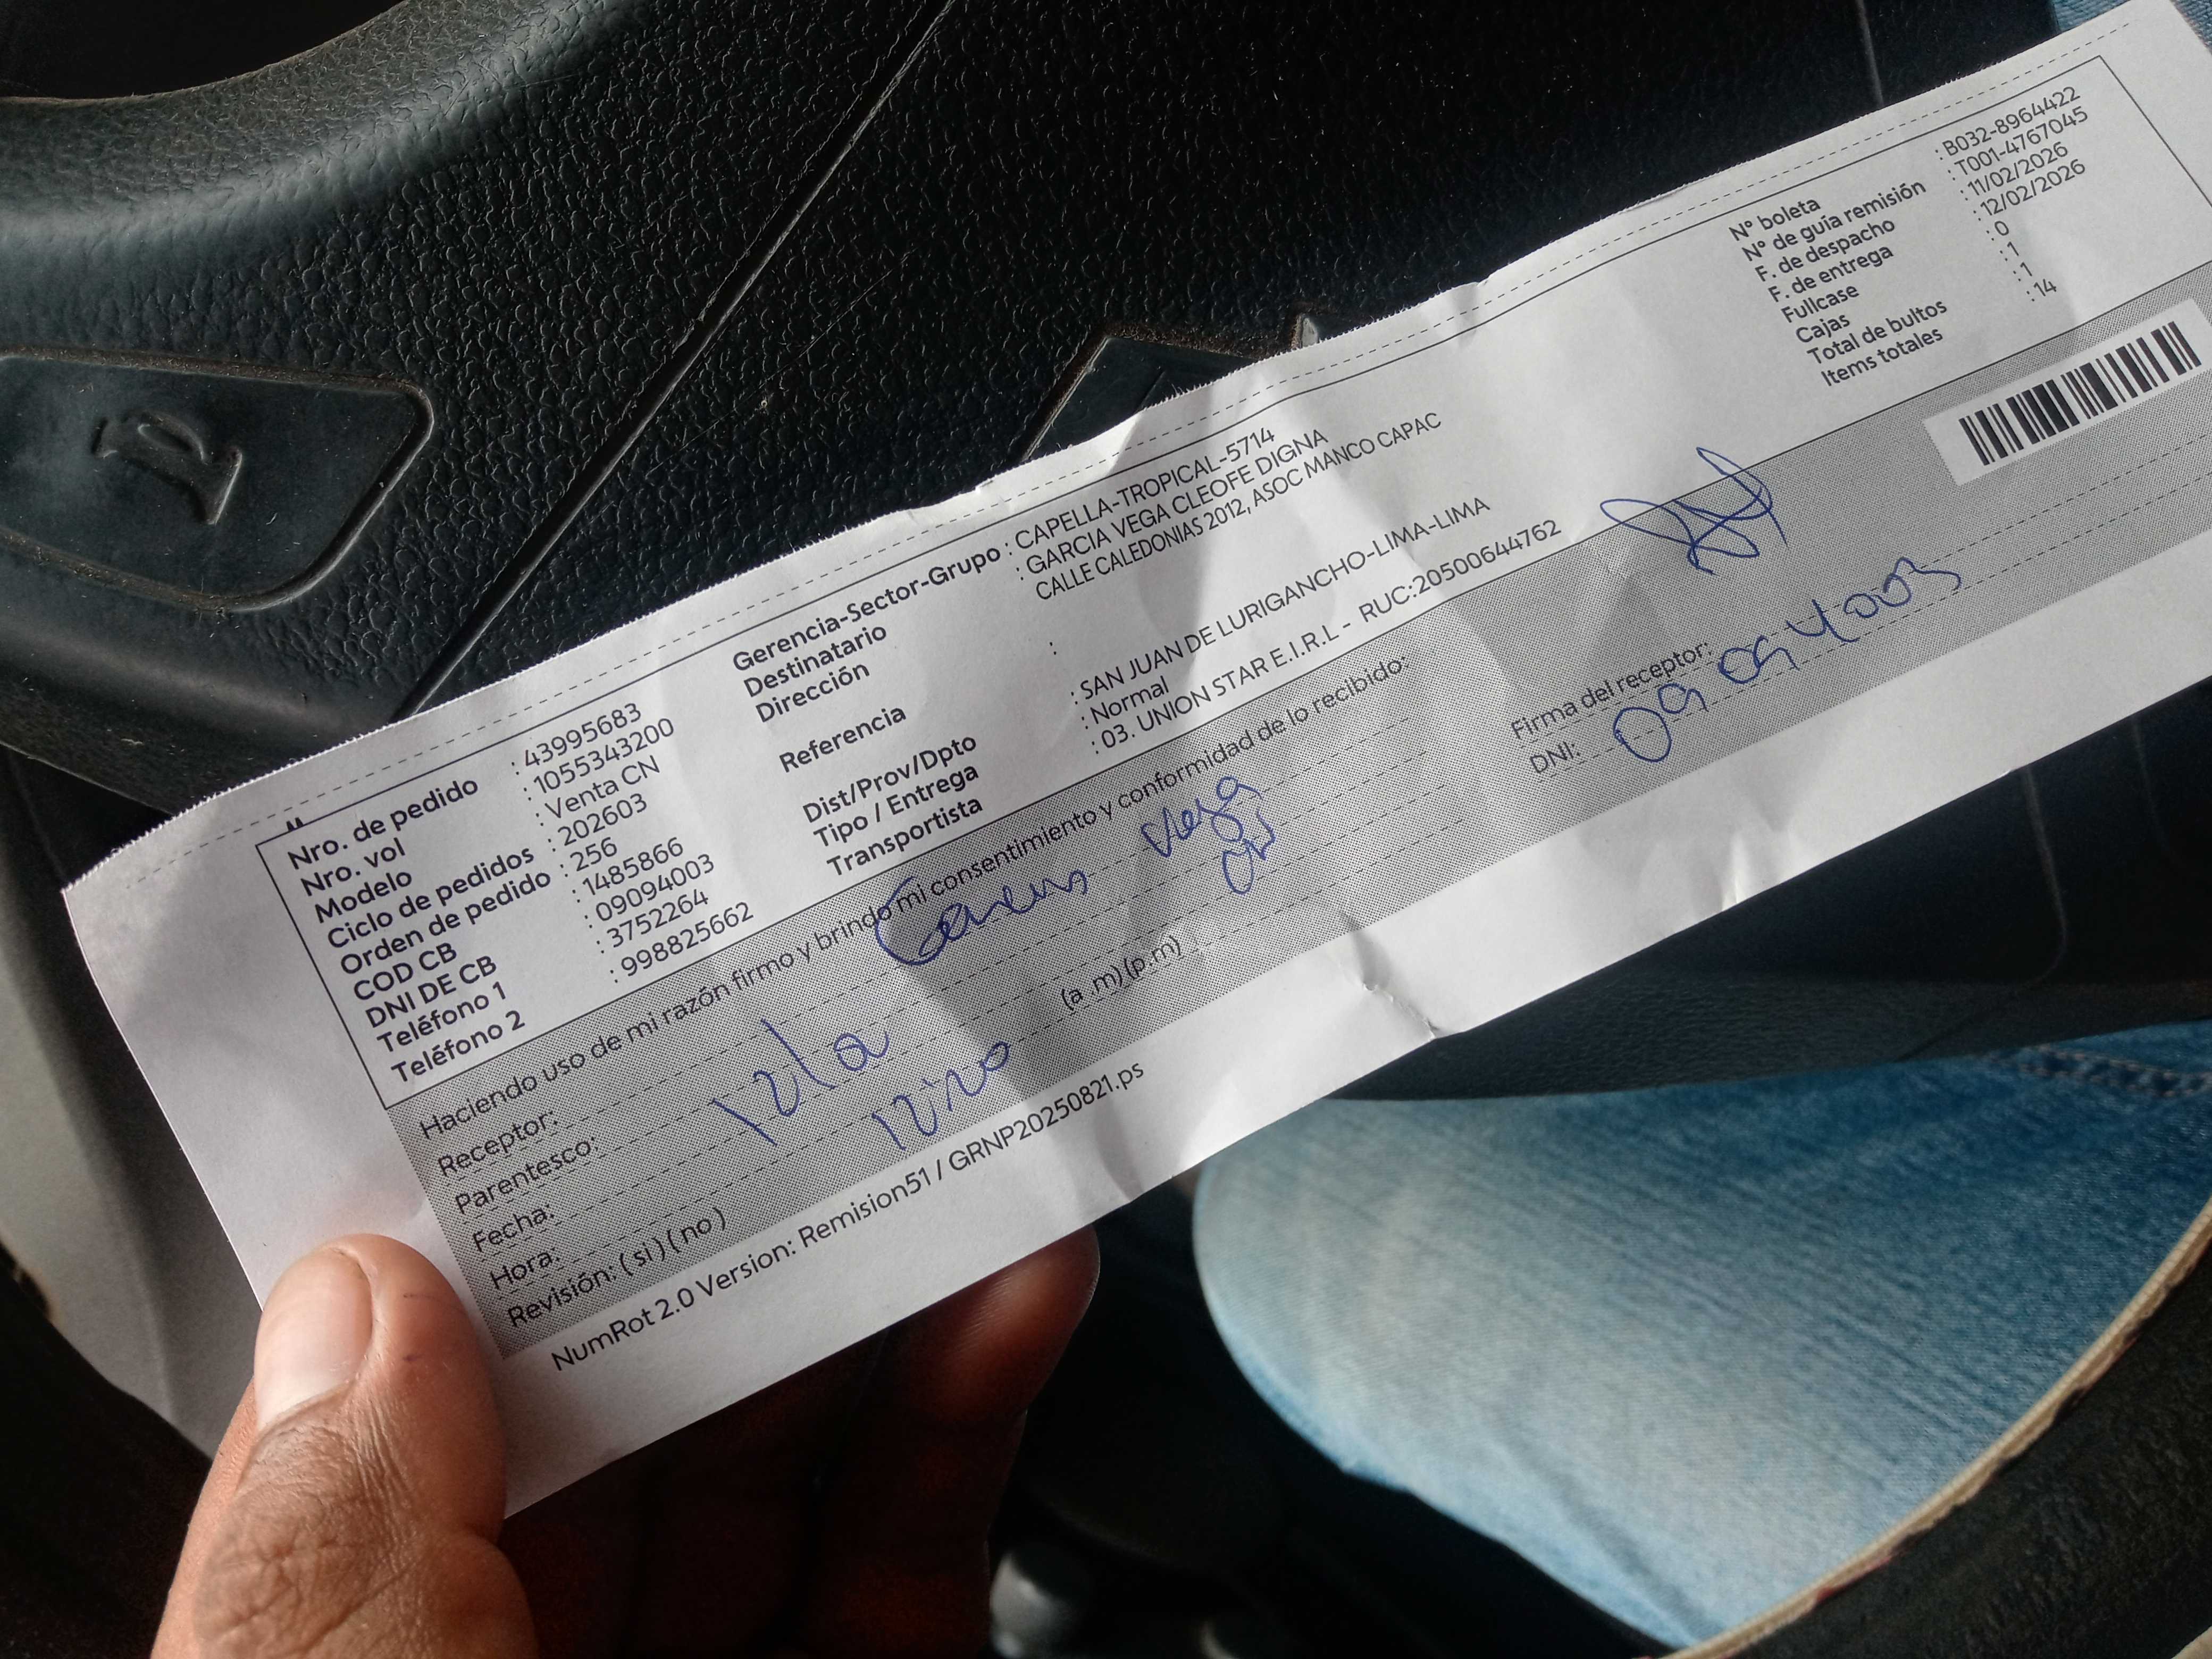 Nro. de pedido : 43995683
Nro. vol : 1055343200
Modelo : Venta CN
Ciclo de pedidos : 202603
Orden de pedido : 256
COD CB : 1485866
DNI DE CB : 09094003
Teléfono 1 : 3752264
Teléfono 2 : 998825662
Gerencia-Sector-Grupo : CAPELLA-TROPICAL-5714
Destinatario : GARCIA VEGA CLEOFE DIGNA
Dirección CALLE CALEDONIAS 2012, ASOC MANCO CAPAC
Referencia :
Dist/Prov/Dpto : SAN JUAN DE LURIGANCHO-LIMA-LIMA
Tipo / Entrega : Normal
Transportista : 03. UNION STAR E.I.R.L - RUC:20500644762
N° boleta : B032-8964422
N° de guía remisión : T001-4767045
F. de despacho : 11/02/2026
F. de entrega : 12/02/2026
Fullcase : 0
Cajas : 1
Total de bultos : 1
Items totales : 14
Haciendo uso de mi razón firmo y brindo mi consentimiento y conformidad de lo recibido:
Receptor: Vega
Parentesco: CB
Fecha:
Hora: (a m) (p.m)
Revisión: ( si ) ( no )
Firma del receptor:
DNI: 09094003
NumRot 2.0 Version: Remision51 / GRNP20250821.ps